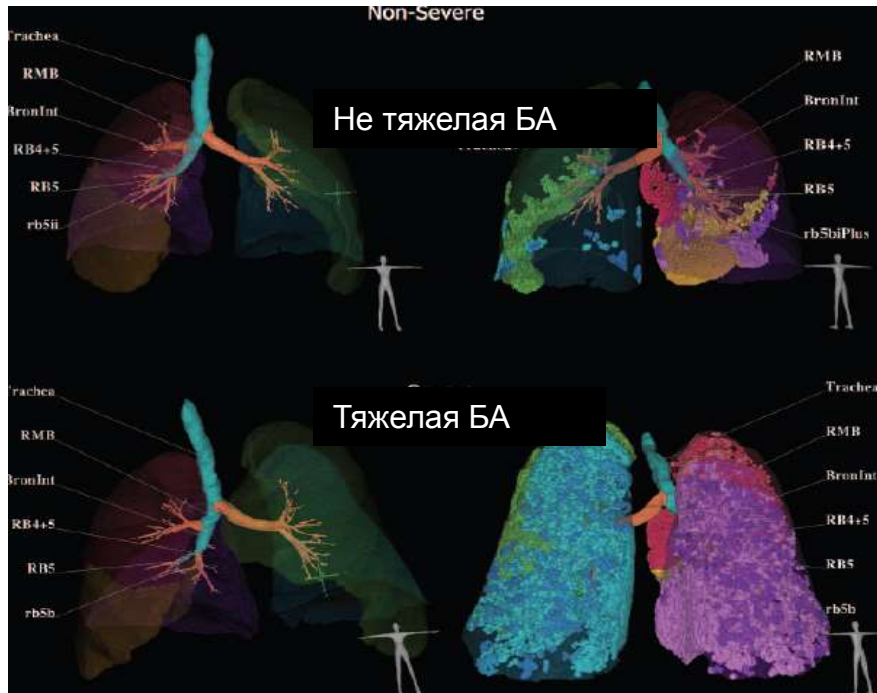 Non-Severe
Trachea
RMB
BronInt
RB4+5
RB5
rb5ii
Не тяжелая БА
RMB
BronInt
RB4+5
RB5
rb5biPlus
Trachea
RMB
BronInt
RB4+5
RB5
rb5b
Тяжелая БА
Trachea
RMB
BronInt
RB4+5
RB5
rb5b